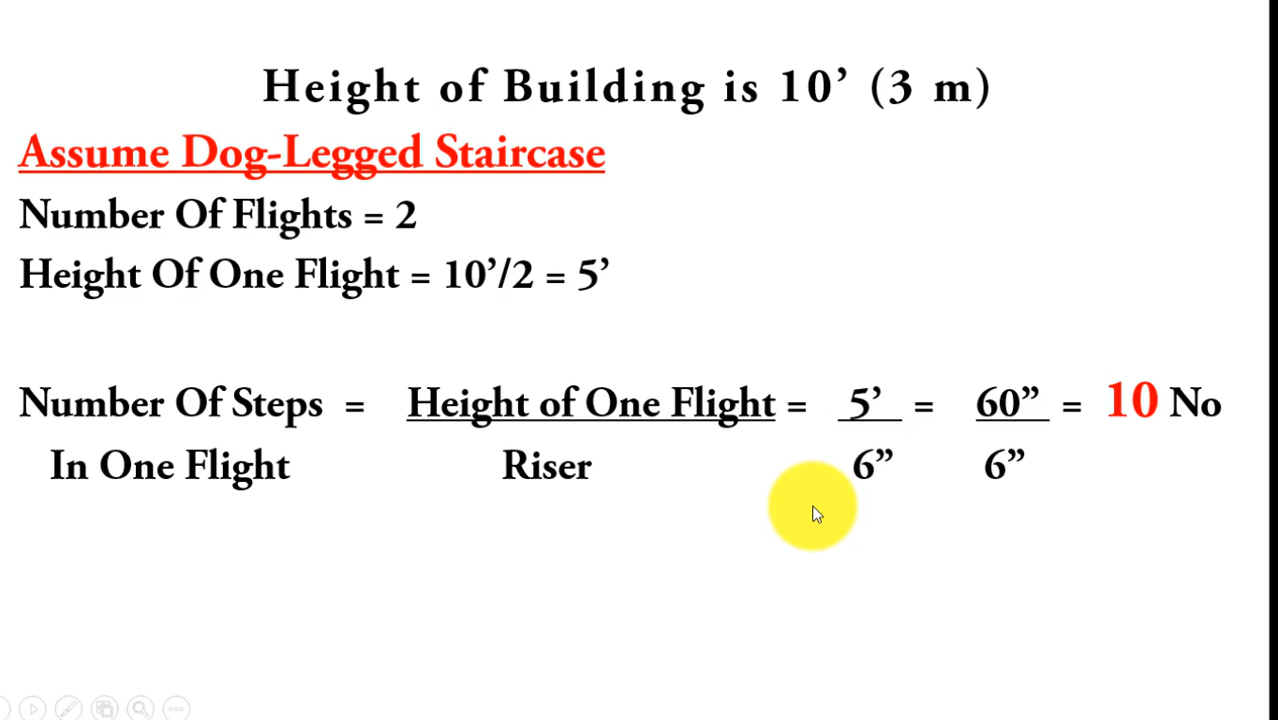 Height of Building is 10’ (3 m)
Assume Dog-Legged Staircase
Number Of Flights = 2
Height Of One Flight = 10’/2 = 5’
Number Of Steps = Height of One Flight = 5’ = 60” = 10 No
In One Flight Riser 6” 6”